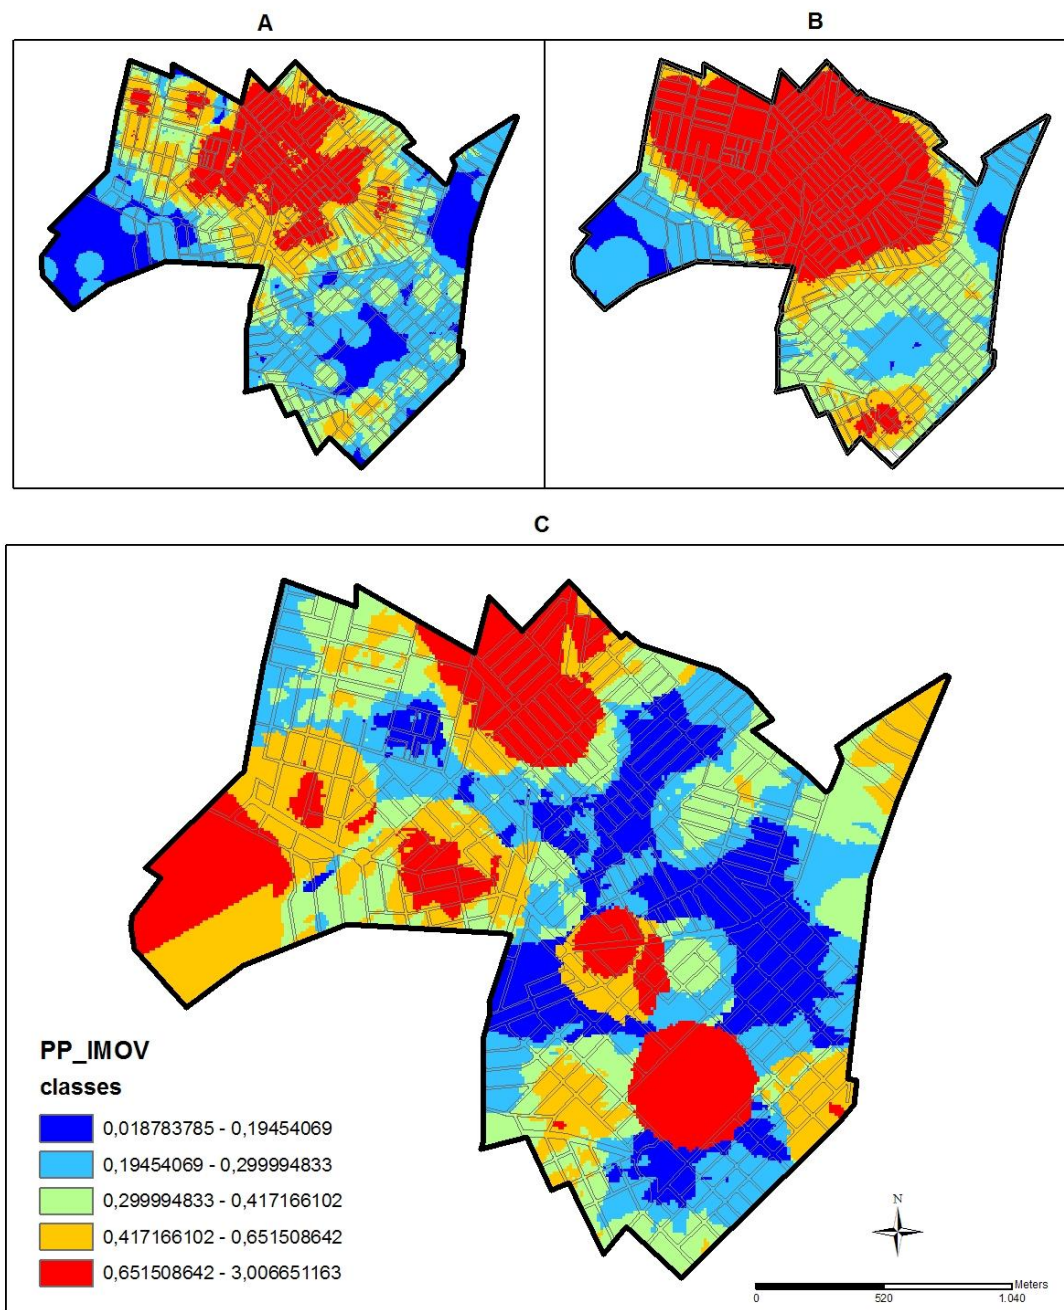 A
B
C
PP_IMOV
classes
0,018783785 - 0,19454069
0,19454069 - 0,299994833
0,299994833 - 0,417166102
0,417166102 - 0,651508642
0,651508642 - 3,006651163
N
Meters
0 520 1.040